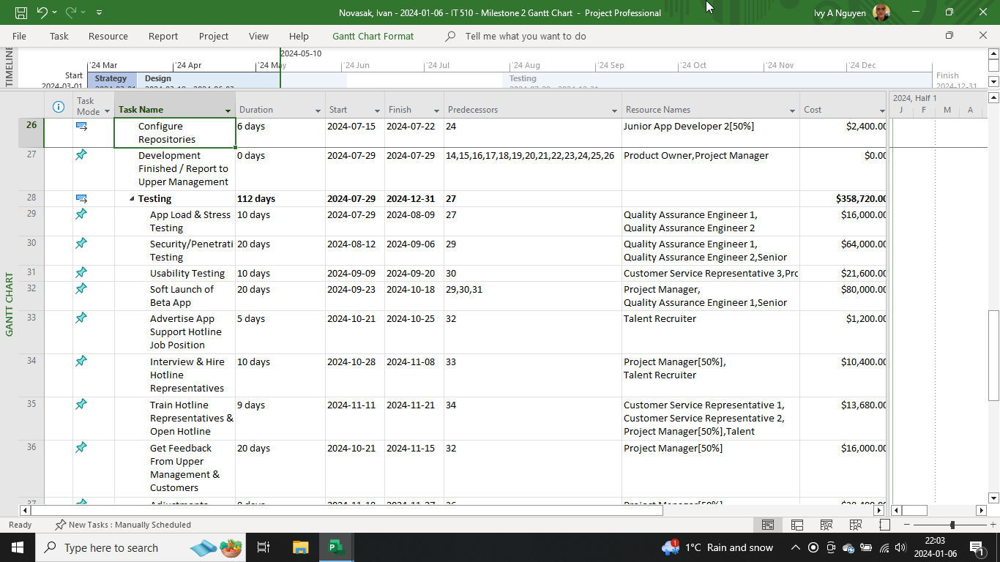 Novasak, Ivan - 2024-01-06 - IT 510 - Milestone 2 Gantt Chart - Project Professional
Ivy A Nguyen
File Task Resource Report Project View Help Gantt Chart Format Tell me what you want to do
TIMELINE
2024-05-10
'24 Mar '24 Apr '24 May '24 Jun '24 Jul '24 Aug '24 Sep '24 Oct '24 Nov '24 Dec
Start
2024-03-01
Strategy
Design
Testing
2024-07-29 - 2024-12-31
Finish
2024-12-31
GANTT CHART
Task Mode Task Name Duration Start Finish Predecessors Resource Names Cost
2024, Half 1
J F M A
26 Configure Repositories 6 days 2024-07-15 2024-07-22 24 Junior App Developer 2[50%] $2,400.00
27 Development Finished / Report to Upper Management 0 days 2024-07-29 2024-07-29 14,15,16,17,18,19,20,21,22,23,24,25,26 Product Owner,Project Manager $0.00
28 Testing 112 days 2024-07-29 2024-12-31 27 $358,720.00
29 App Load & Stress Testing 10 days 2024-07-29 2024-08-09 27 Quality Assurance Engineer 1, Quality Assurance Engineer 2 $16,000.00
30 Security/Penetrati Testing 20 days 2024-08-12 2024-09-06 29 Quality Assurance Engineer 1, Quality Assurance Engineer 2,Senior $64,000.00
31 Usability Testing 10 days 2024-09-09 2024-09-20 30 Customer Service Representative 3,Prc $21,600.00
32 Soft Launch of Beta App 20 days 2024-09-23 2024-10-18 29,30,31 Project Manager, Quality Assurance Engineer 1,Senior $80,000.00
33 Advertise App Support Hotline Job Position 5 days 2024-10-21 2024-10-25 32 Talent Recruiter $1,200.00
34 Interview & Hire Hotline Representatives 10 days 2024-10-28 2024-11-08 33 Project Manager[50%], Talent Recruiter $10,400.00
35 Train Hotline Representatives & Open Hotline 9 days 2024-11-11 2024-11-21 34 Customer Service Representative 1, Customer Service Representative 2, Project Manager[50%],Talent $13,680.00
36 Get Feedback From Upper Management & Customers 20 days 2024-10-21 2024-11-15 32 Project Manager[50%] $16,000.00
37 Adjustments
Ready New Tasks : Manually Scheduled
Type here to search
1 1°C Rain and snow
22:03
2024-01-06
1